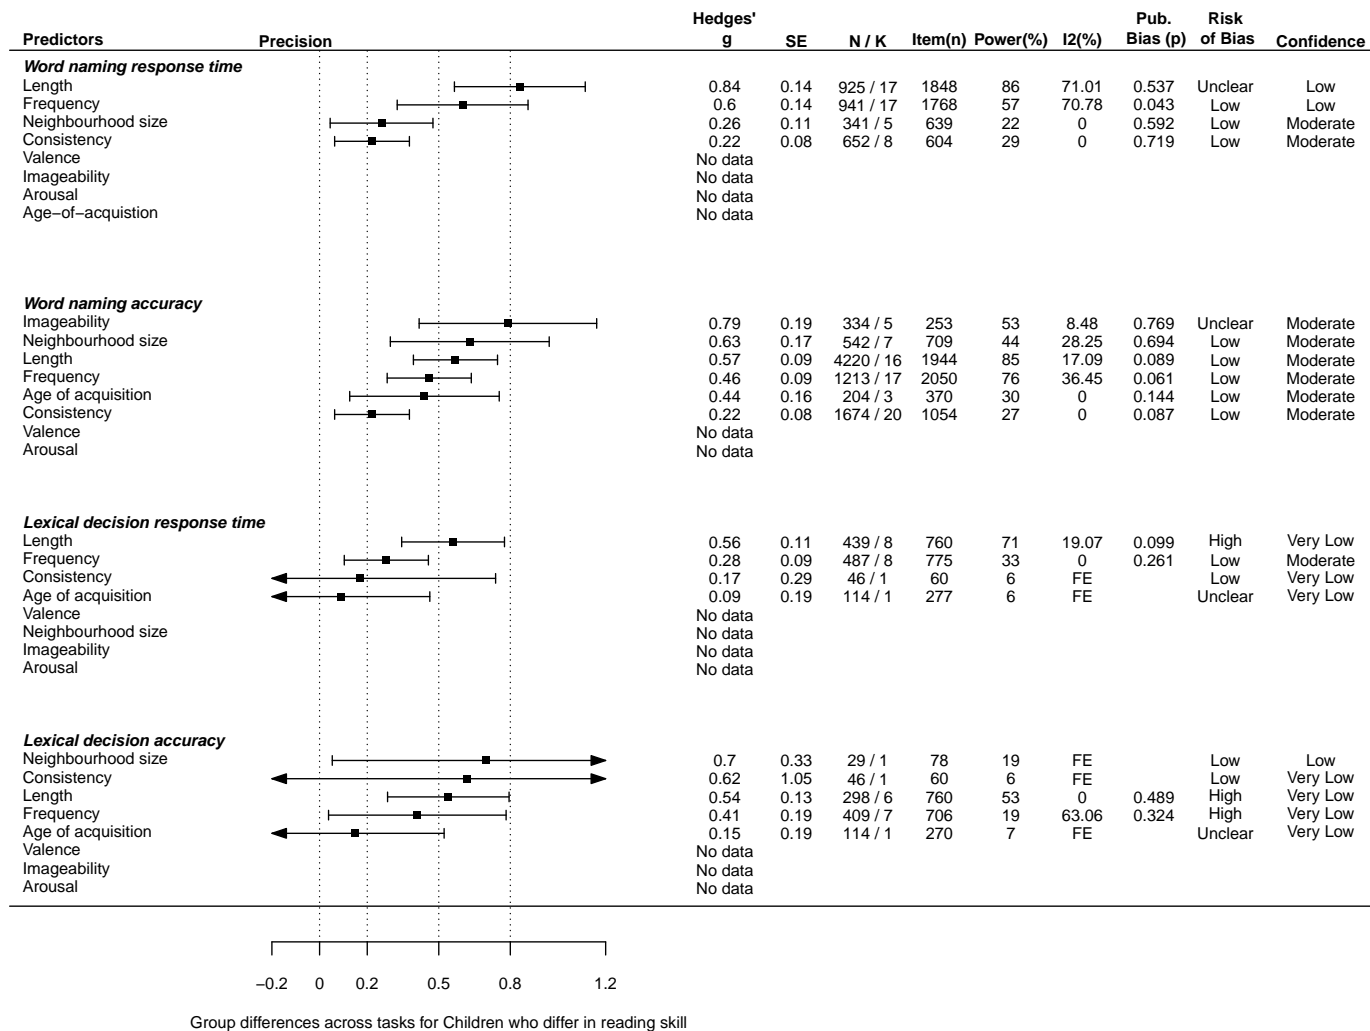 Predictors Precision Hedges' g SE N / K Item(n) Power(%) I2(%) Pub. Bias (p) Risk of Bias Confidence
Word naming response time
Length 0.84 0.14 925 / 17 1848 86 71.01 0.537 Unclear Low
Frequency 0.6 0.14 941 / 17 1768 57 70.78 0.043 Low Low
Neighbourhood size 0.26 0.11 341 / 5 639 22 0 0.592 Low Moderate
Consistency 0.22 0.08 652 / 8 604 29 0 0.719 Low Moderate
Valence No data
Imageability No data
Arousal No data
Age−of−acquistion No data
Word naming accuracy
Imageability 0.79 0.19 334 / 5 253 53 8.48 0.769 Unclear Moderate
Neighbourhood size 0.63 0.17 542 / 7 709 44 28.25 0.694 Low Moderate
Length 0.57 0.09 4220 / 16 1944 85 17.09 0.089 Low Moderate
Frequency 0.46 0.09 1213 / 17 2050 76 36.45 0.061 Low Moderate
Age of acquisition 0.44 0.16 204 / 3 370 30 0 0.144 Low Moderate
Consistency 0.22 0.08 1674 / 20 1054 27 0 0.087 Low Moderate
Valence No data
Arousal No data
Lexical decision response time
Length 0.56 0.11 439 / 8 760 71 19.07 0.099 High Very Low
Frequency 0.28 0.09 487 / 8 775 33 0 0.261 Low Moderate
Consistency 0.17 0.29 46 / 1 60 6 FE Low Very Low
Age of acquisition 0.09 0.19 114 / 1 277 6 FE Unclear Very Low
Valence No data
Neighbourhood size No data
Imageability No data
Arousal No data
Lexical decision accuracy
Neighbourhood size 0.7 0.33 29 / 1 78 19 FE Low Low
Consistency 0.62 1.05 46 / 1 60 6 FE Low Very Low
Length 0.54 0.13 298 / 6 760 53 0 0.489 High Very Low
Frequency 0.41 0.19 409 / 7 706 19 63.06 0.324 High Very Low
Age of acquisition 0.15 0.19 114 / 1 270 7 FE Unclear Very Low
Valence No data
Imageability No data
Arousal No data
−0.2 0 0.2 0.5 0.8 1.2
Group differences across tasks for Children who differ in reading skill